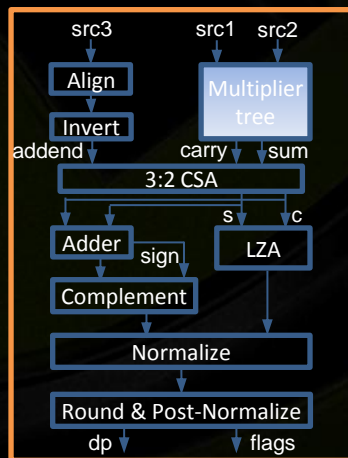 src3 src1 src2
Align
Multiplier
tree
Invert
addend carry sum
3:2 CSA
s c
Adder
sign
LZA
Complement
Normalize
Round & Post-Normalize
dp flags